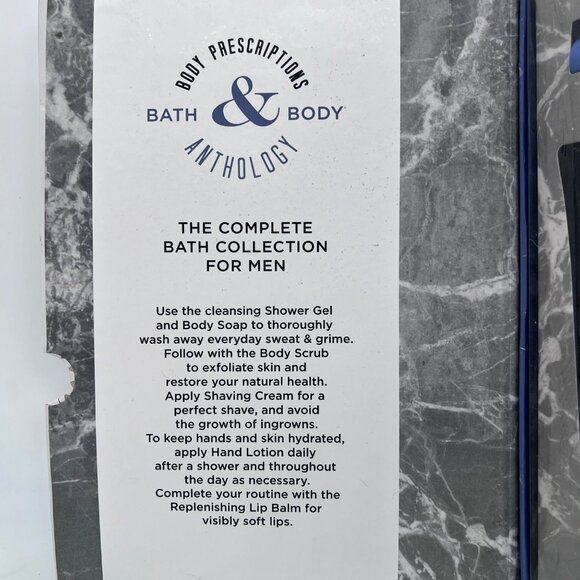 BODY PRESCRIPTIONS
BATH & BODY
ANTHOLOGY
THE COMPLETE
BATH COLLECTION
FOR MEN
Use the cleansing Shower Gel
and Body Soap to thoroughly
wash away everyday sweat & grime.
Follow with the Body Scrub
to exfoliate skin and
restore your natural health.
Apply Shaving Cream for a
perfect shave, and avoid
the growth of ingrowns.
To keep hands and skin hydrated,
apply Hand Lotion daily
after a shower and throughout
the day as necessary.
Complete your routine with the
Replenishing Lip Balm for
visibly soft lips.